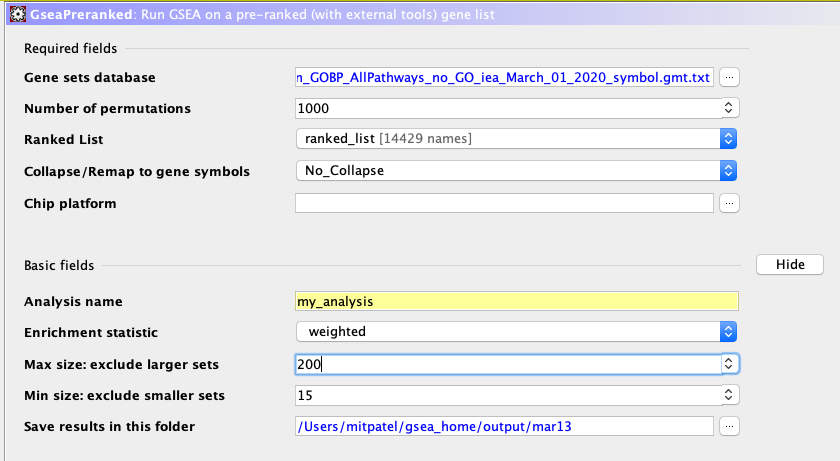 GseaPreranked: Run GSEA on a pre-ranked (with external tools) gene list
Required fields
Gene sets database n_GOBP_AllPathways_no_GO_iea_March_01_2020_symbol.gmt.txt ...
Number of permutations 1000
Ranked List ranked_list [14429 names]
Collapse/Remap to gene symbols No_Collapse
Chip platform ...
Basic fields Hide
Analysis name my_analysis
Enrichment statistic weighted
Max size: exclude larger sets 200
Min size: exclude smaller sets 15
Save results in this folder /Users/mitpatel/gsea_home/output/mar13 ...